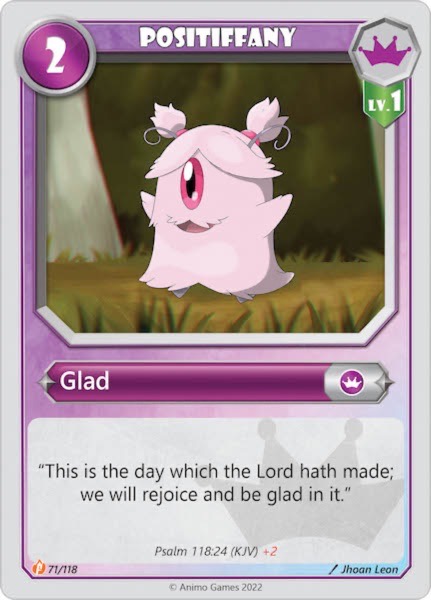 2
POSITIFFANY
LV.1
Glad
“This is the day which the Lord hath made;
we will rejoice and be glad in it.”
Psalm 118:24 (KJV) +2
71/118
Jhoan Leon
© Animo Games 2022